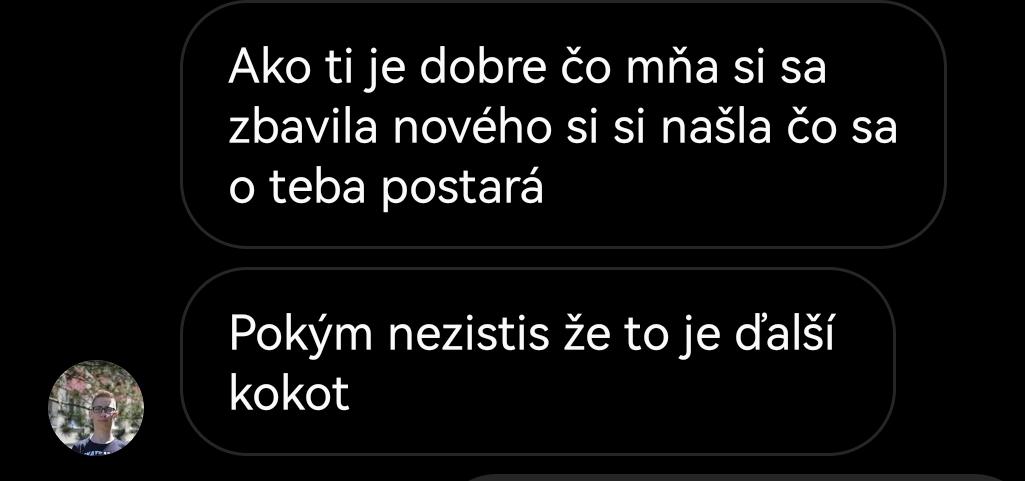 Ako ti je dobre čo mňa si sa
zbavila nového si si našla čo sa
o teba postará
Pokým nezistis že to je ďalší
kokot